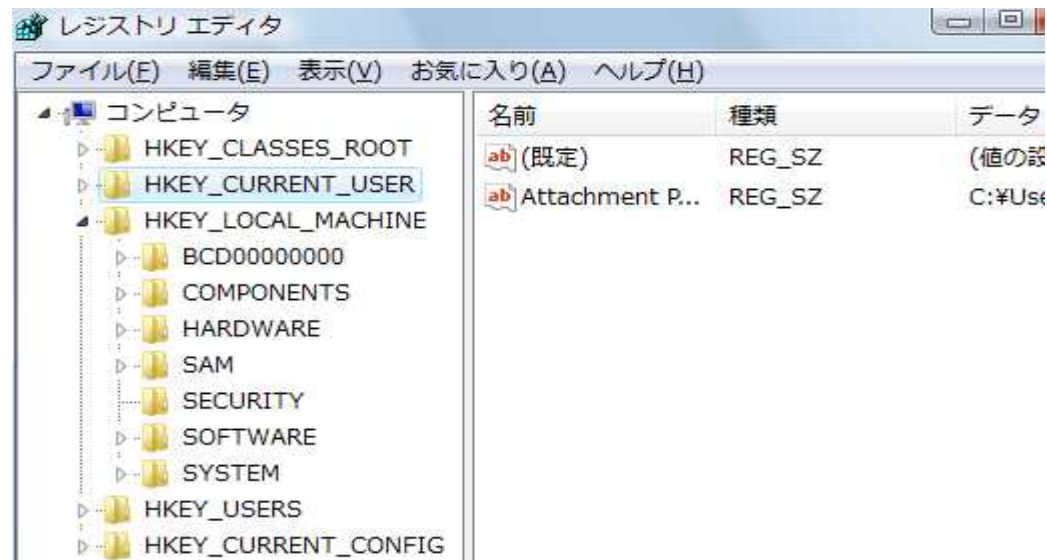 レジストリ エディタ
ファイル(F) 編集(E) 表示(V) お気に入り(A) ヘルプ(H)
コンピュータ
HKEY_CLASSES_ROOT
HKEY_CURRENT_USER
HKEY_LOCAL_MACHINE
BCD00000000
COMPONENTS
HARDWARE
SAM
SECURITY
SOFTWARE
SYSTEM
HKEY_USERS
HKEY_CURRENT_CONFIG
名前 種類 データ
ab (既定) REG_SZ (値の設
ab Attachment P... REG_SZ C:¥Use